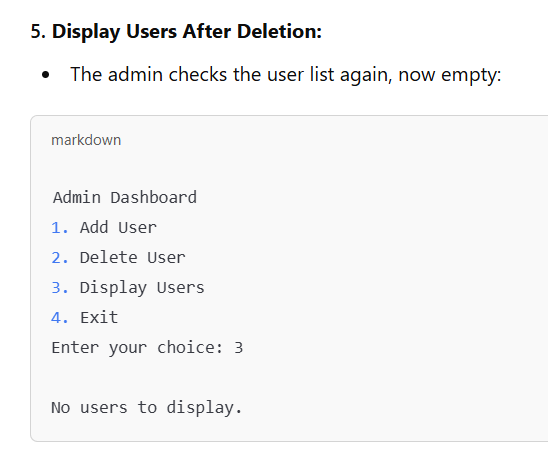 5. Display Users After Deletion:
• The admin checks the user list again, now empty:
markdown
Admin Dashboard
1. Add User
2. Delete User
3. Display Users
4. Exit
Enter your choice: 3
No users to display.